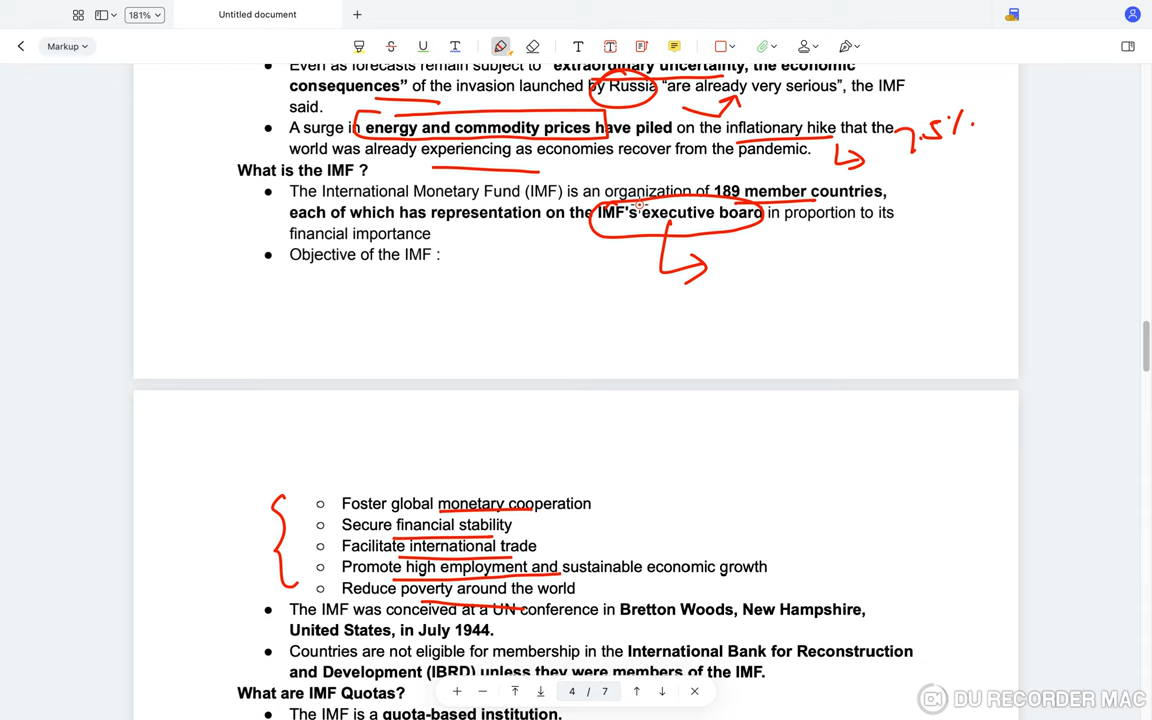 181%
Untitled document
Markup
Even as forecasts remain subject to "extraordinary uncertainty, the economic
consequences" of the invasion launched by Russia “are already very serious”, the IMF
said.
A surge in energy and commodity prices have piled on the inflationary hike that the
7.5%
world was already experiencing as economies recover from the pandemic.
What is the IMF ?
The International Monetary Fund (IMF) is an organization of 189 member countries,
each of which has representation on the IMF's executive board in proportion to its
financial importance
Objective of the IMF :
Foster global monetary cooperation
Secure financial stability
Facilitate international trade
Promote high employment and sustainable economic growth
Reduce poverty around the world
The IMF was conceived at a UN conference in Bretton Woods, New Hampshire,
United States, in July 1944.
Countries are not eligible for membership in the International Bank for Reconstruction
and Development (IBRD) unless they were members of the IMF.
4 / 7
What are IMF Quotas?
The IMF is a quota-based institution.
DU RECORDER MAC